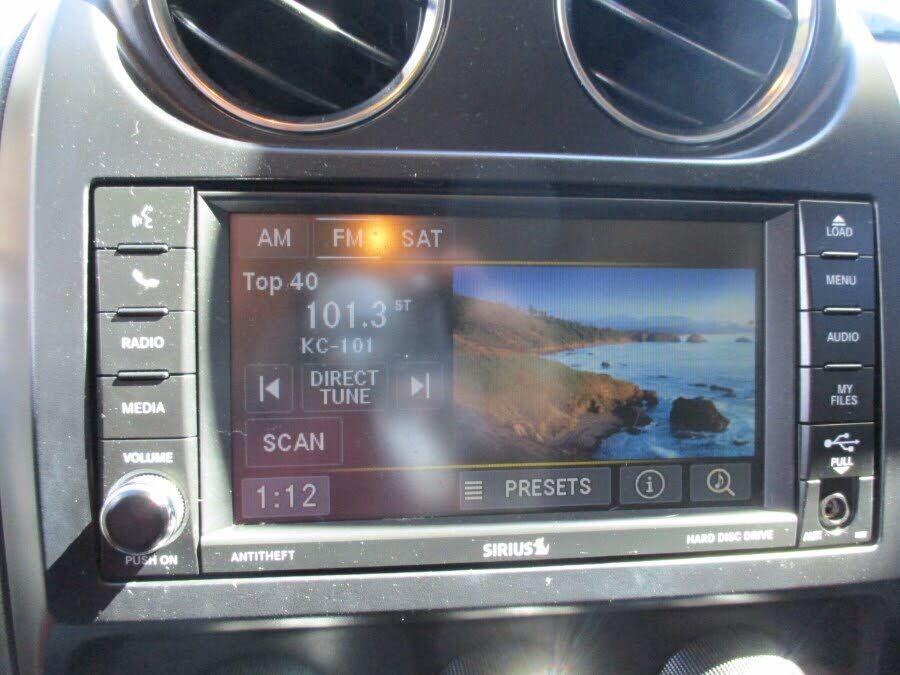 AM FM SAT
Top 40
101.3 ST
KC-101
DIRECT
TUNE
SCAN
1:12
PRESETS
RADIO
MEDIA
VOLUME
PUSH ON
ANTITHEFT
SIRIUS
HARD DISC DRIVE
LOAD
MENU
AUDIO
MY
FILES
PULL